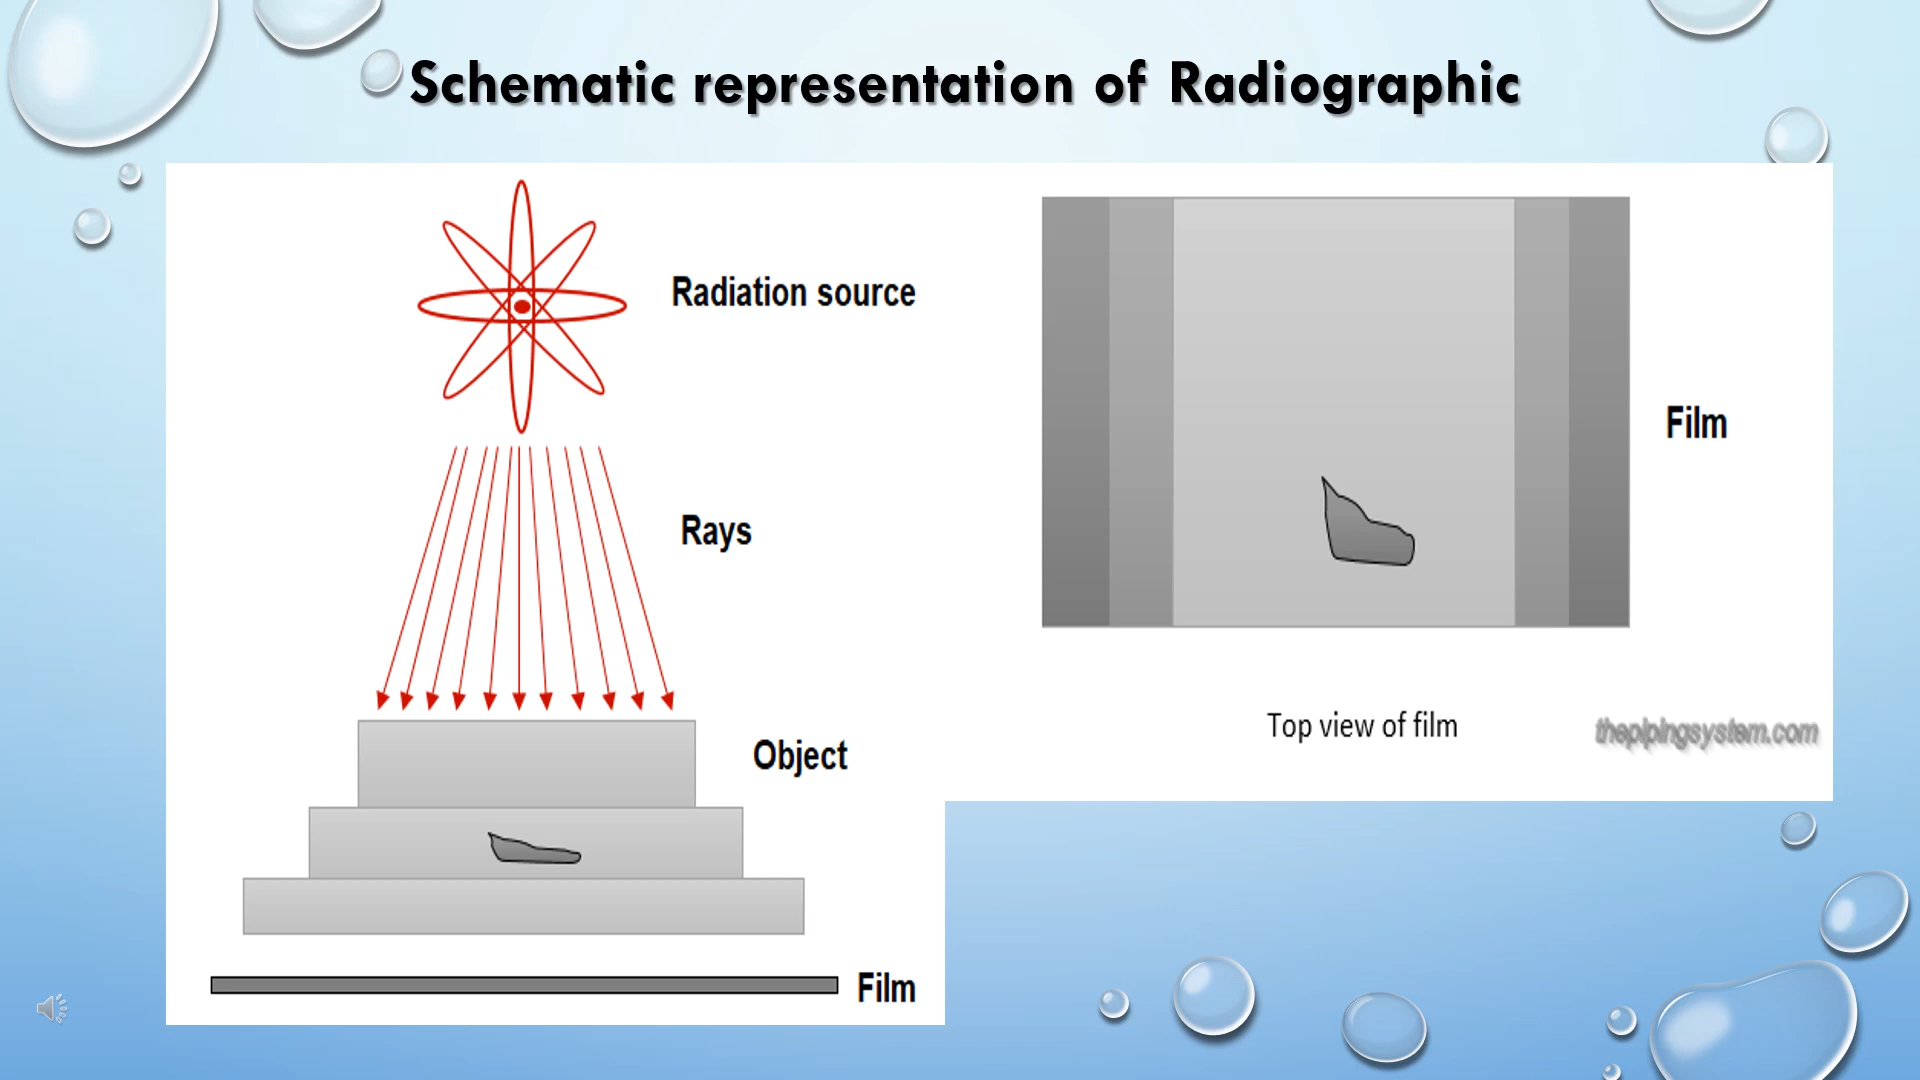 Schematic representation of Radiographic
Radiation source
Rays
Object
Film
Film
Top view of film
thepipingsystem.com